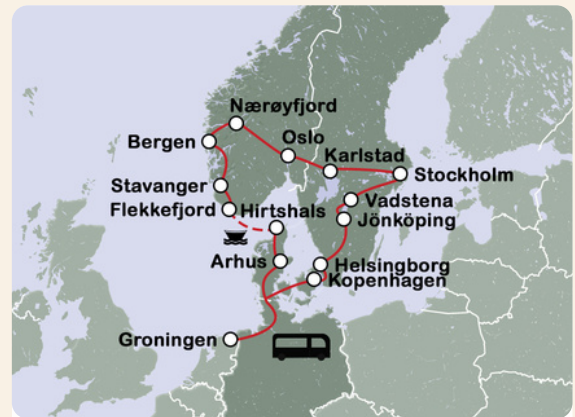 Nærøyfjord
Bergen
Oslo
Karlstad
Stockholm
Stavanger
Vadstena
Flekkefjord
Hirtshals
Jönköping
Arhus
Helsingborg
Kopenhagen
Groningen